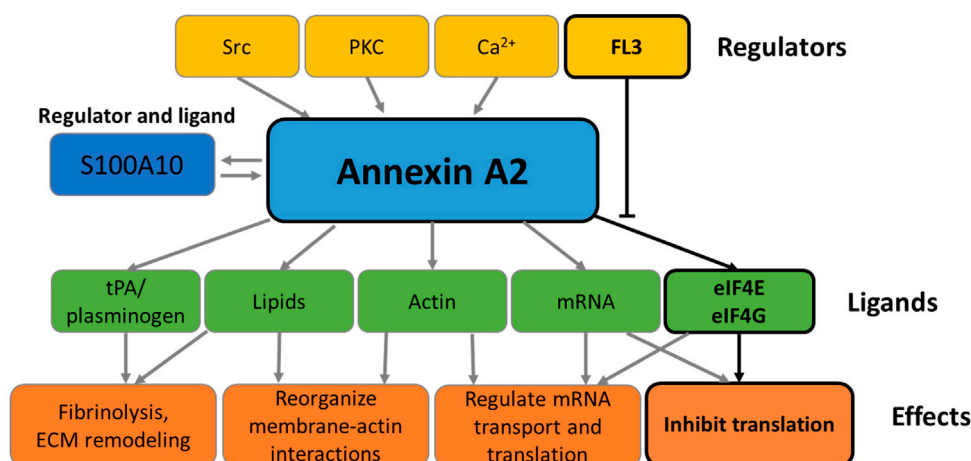 Src
PKC
Ca²⁺
FL3
Regulators
Regulator and ligand
S100A10
Annexin A2
tPA/
plasminogen
Lipids
Actin
mRNA
eIF4E
eIF4G
Ligands
Fibrinolysis,
ECM remodeling
Reorganize
membrane-actin
interactions
Regulate mRNA
transport and
translation
Inhibit translation
Effects